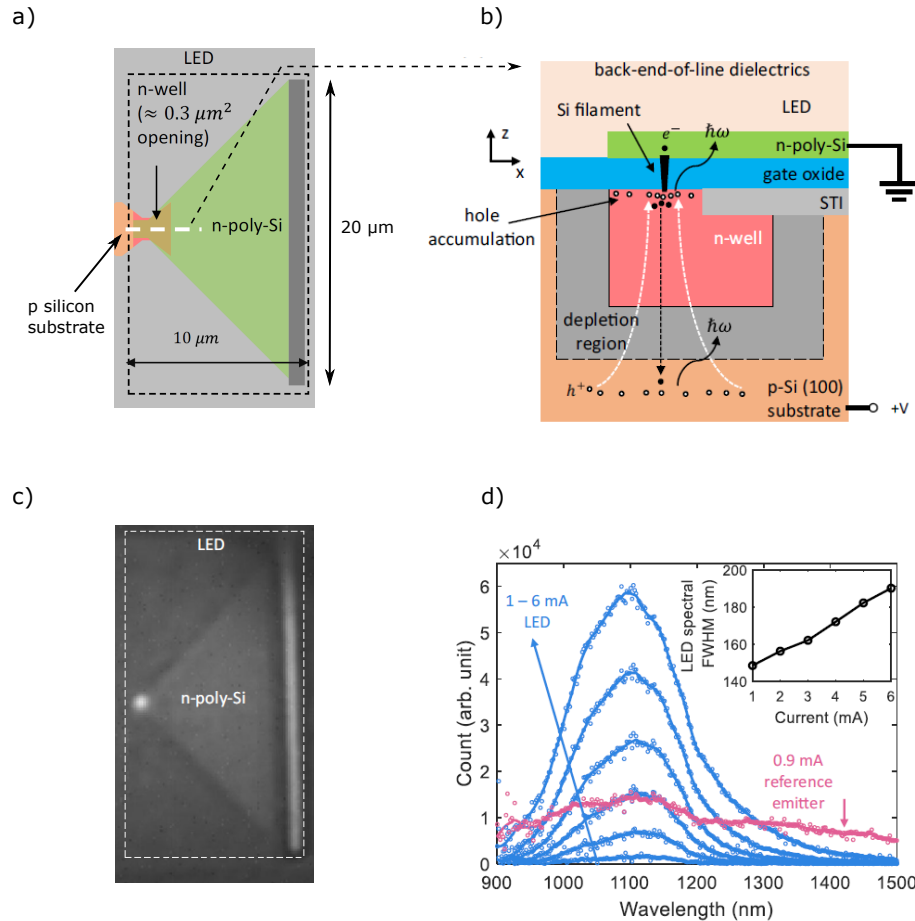 a)
LED
n-well
(≈ 0.3 μm²
opening)
n-poly-Si
20 μm
p silicon
substrate
10 μm
b)
back-end-of-line dielectrics
LED
Si filament
e⁻
ħω
n-poly-Si
gate oxide
STI
z
x
hole
accumulation
n-well
depletion
region
ħω
h⁺
p-Si (100)
substrate
+V
c)
LED
n-poly-Si
d)
×10⁴
6
5
4
3
2
1
0
Count (arb. unit)
1 – 6 mA
LED
LED spectral
FWHM (nm)
200
180
160
140
1 2 3 4 5 6
Current (mA)
0.9 mA
reference
emitter
900 1000 1100 1200 1300 1400 1500
Wavelength (nm)